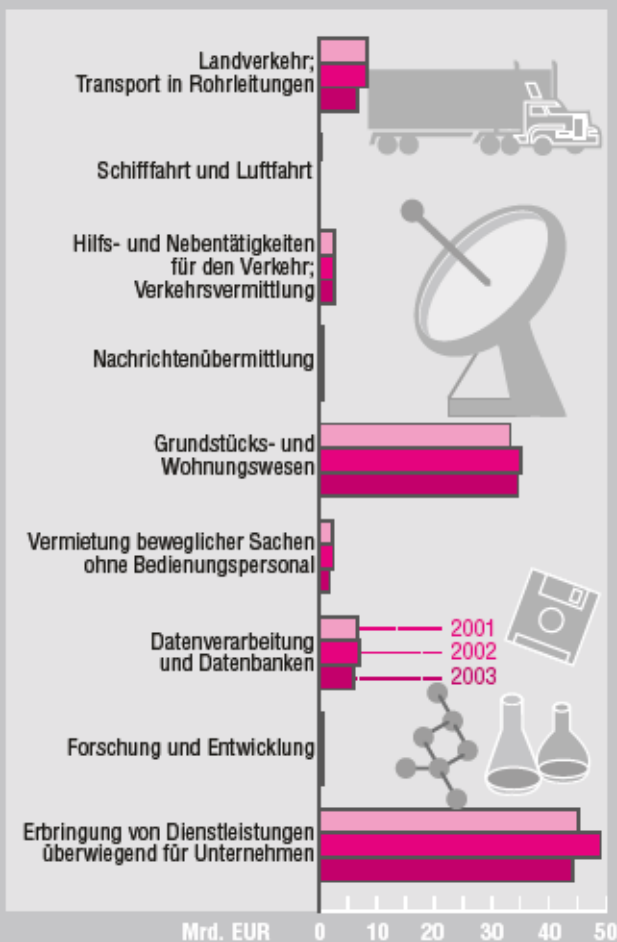 Landverkehr;
Transport in Rohrleitungen
Schifffahrt und Luftfahrt
Hilfs- und Nebentätigkeiten
für den Verkehr;
Verkehrsvermittlung
Nachrichtenübermittlung
Grundstücks- und
Wohnungswesen
Vermietung beweglicher Sachen
ohne Bedienungspersonal
Datenverarbeitung
und Datenbanken
2001
2002
2003
Forschung und Entwicklung
Erbringung von Dienstleistungen
überwiegend für Unternehmen
Mrd. EUR 0 10 20 30 40 50